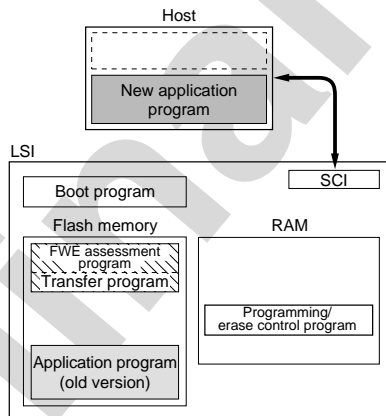 Host
New application
program
LSI
Boot program
SCI
Flash memory
RAM
FWE assessment
program
Transfer program
Programming/
erase control program
Application program
(old version)